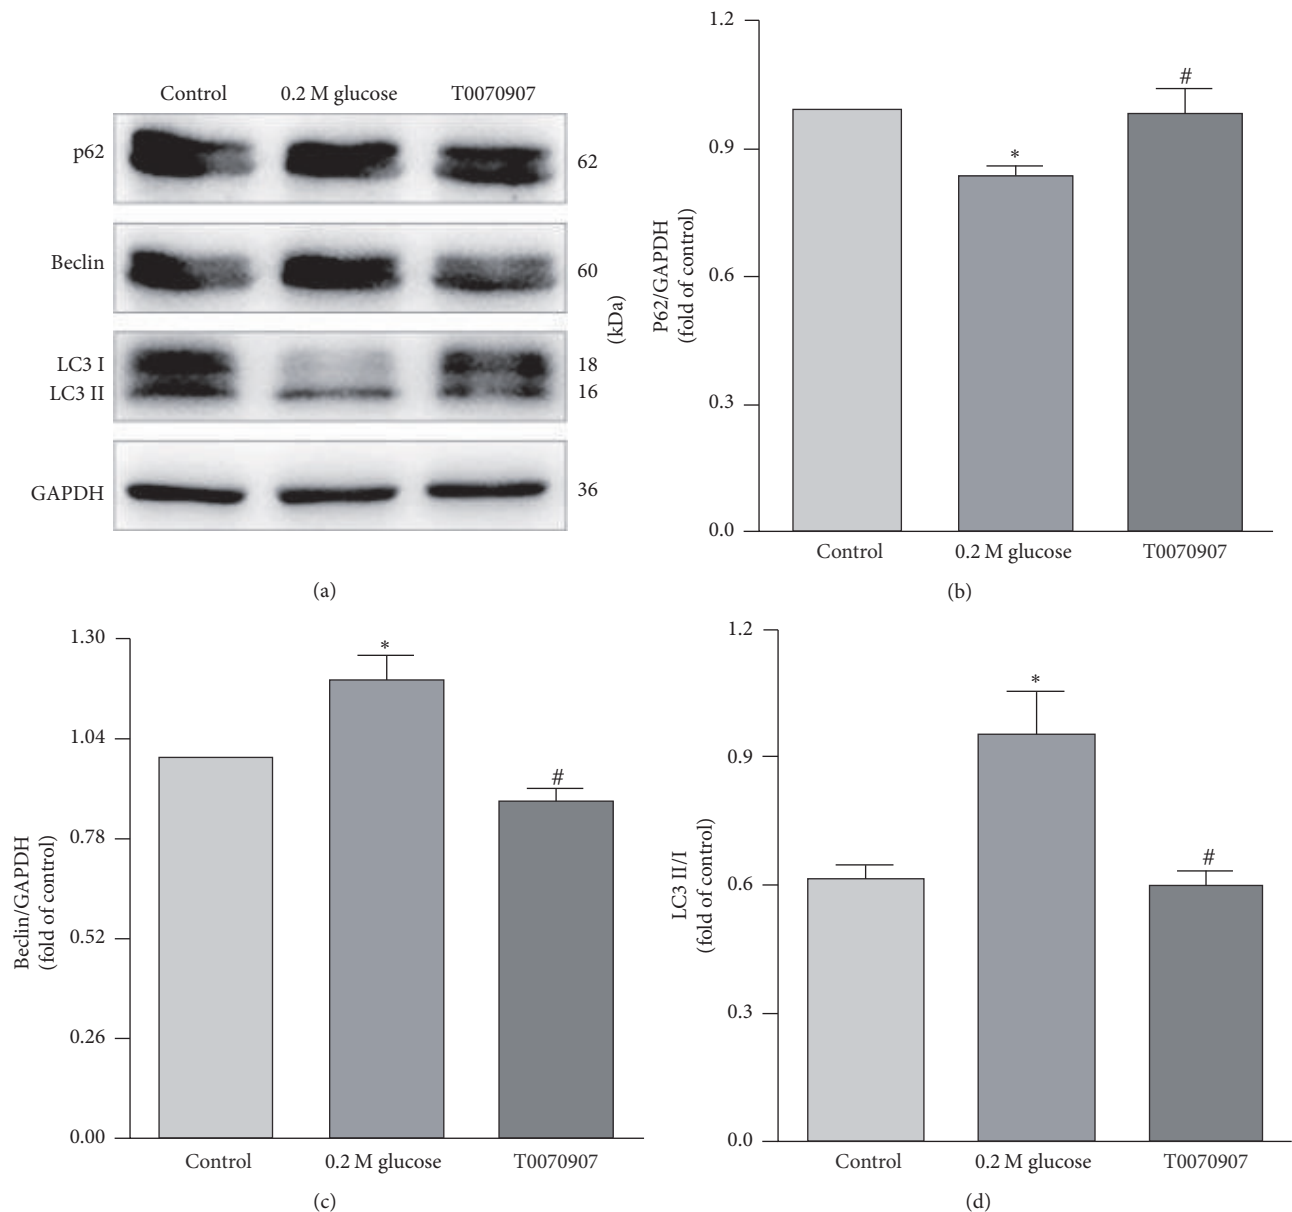 Control 0.2 M glucose T0070907
p62 62
Beclin 60
LC3 I 18
LC3 II 16
GAPDH 36
(kDa)
(a)
1.2
0.9
0.6
0.3
0.0
P62/GAPDH
(fold of control)
*
#
Control 0.2 M glucose T0070907
(b)
1.30
1.04
0.78
0.52
0.26
0.00
Beclin/GAPDH
(fold of control)
*
#
Control 0.2 M glucose T0070907
(c)
1.2
0.9
0.6
0.3
0.0
LC3 II/I
(fold of control)
*
#
Control 0.2 M glucose T0070907
(d)